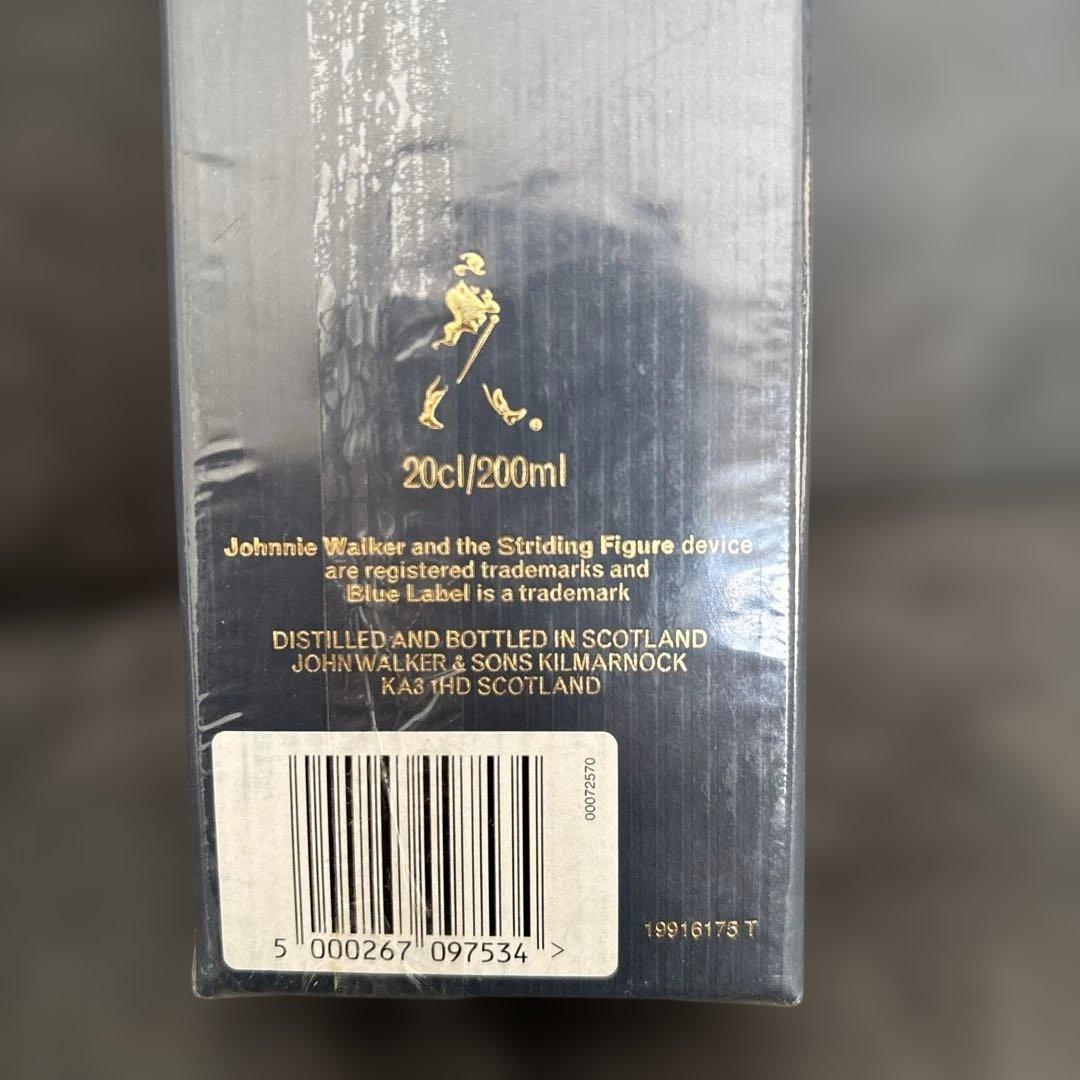 20cl/200ml
Johnnie Walker and the Striding Figure device
are registered trademarks and
Blue Label is a trademark
DISTILLED AND BOTTLED IN SCOTLAND
JOHN WALKER & SONS KILMARNOCK
KA3 1HD SCOTLAND
00072570
5 000267 097534 >
19916175 T